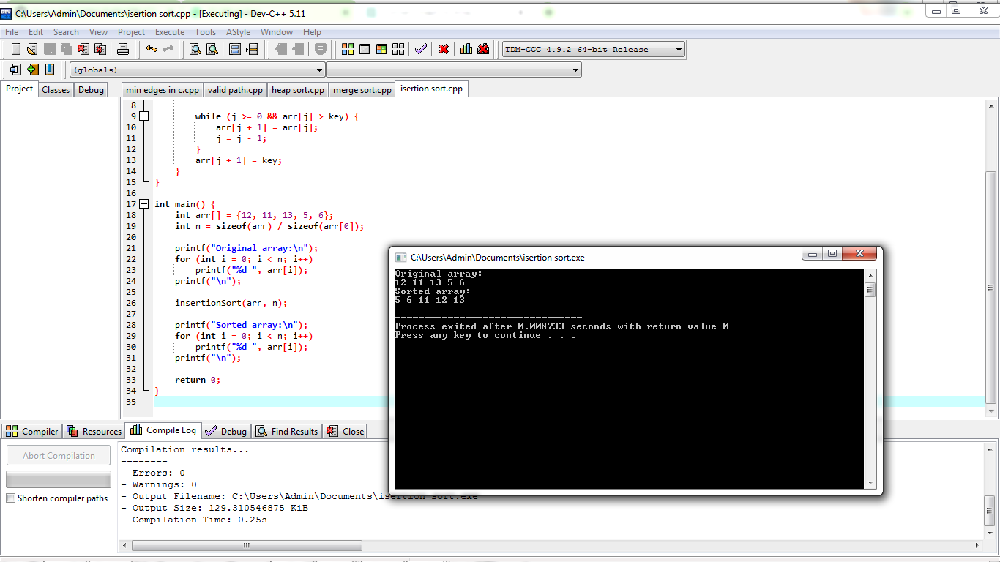 C:\Users\Admin\Documents\isertion sort.cpp - [Executing] - Dev-C++ 5.11
File Edit Search View Project Execute Tools AStyle Window Help
TDM-GCC 4.9.2 64-bit Release
(globals)
Project Classes Debug
min edges in c.cpp valid path.cpp heap sort.cpp merge sort.cpp isertion sort.cpp
8
9 while (j >= 0 && arr[j] > key) {
10 arr[j + 1] = arr[j];
11 j = j - 1;
12 }
13 arr[j + 1] = key;
14 }
15 }
16
17 int main() {
18 int arr[] = {12, 11, 13, 5, 6};
19 int n = sizeof(arr) / sizeof(arr[0]);
20
21 printf("Original array:\n");
22 for (int i = 0; i < n; i++)
23 printf("%d ", arr[i]);
24 printf("\n");
25
26 insertionSort(arr, n);
27
28 printf("Sorted array:\n");
29 for (int i = 0; i < n; i++)
30 printf("%d ", arr[i]);
31 printf("\n");
32
33 return 0;
34 }
35
C:\Users\Admin\Documents\isertion sort.exe
Original array:
12 11 13 5 6
Sorted array:
5 6 11 12 13
--------------------------------
Process exited after 0.008733 seconds with return value 0
Press any key to continue . . .
Compiler Resources Compile Log Debug Find Results Close
Abort Compilation
Shorten compiler paths
Compilation results...
--------
- Errors: 0
- Warnings: 0
- Output Filename: C:\Users\Admin\Documents\isertion sort.exe
- Output Size: 129.310546875 KiB
- Compilation Time: 0.25s